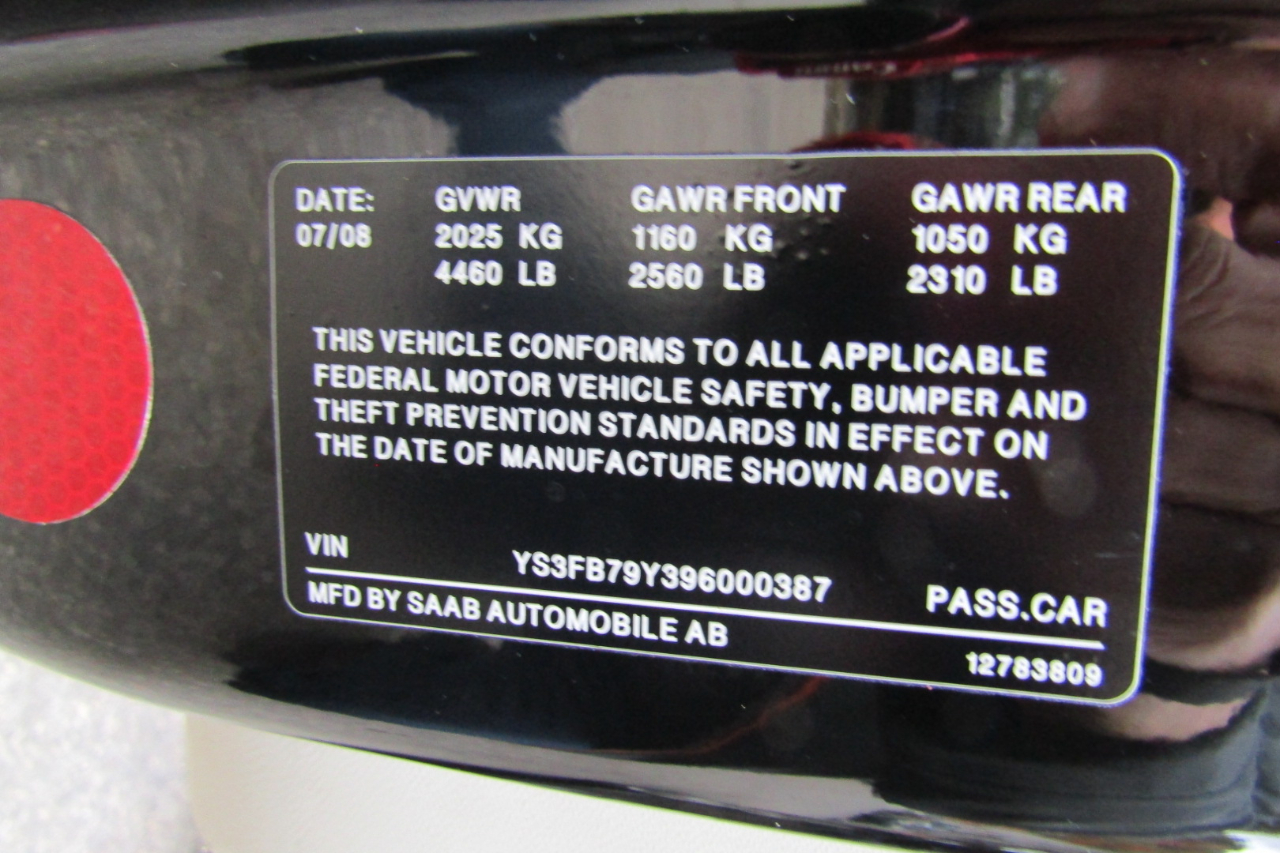 DATE: GVWR GAWR FRONT GAWR REAR
07/08 2025 KG 1160 KG 1050 KG
4460 LB 2560 LB 2310 LB
THIS VEHICLE CONFORMS TO ALL APPLICABLE
FEDERAL MOTOR VEHICLE SAFETY, BUMPER AND
THEFT PREVENTION STANDARDS IN EFFECT ON
THE DATE OF MANUFACTURE SHOWN ABOVE.
VIN YS3FB79Y396000387 PASS.CAR
MFD BY SAAB AUTOMOBILE AB
12783809